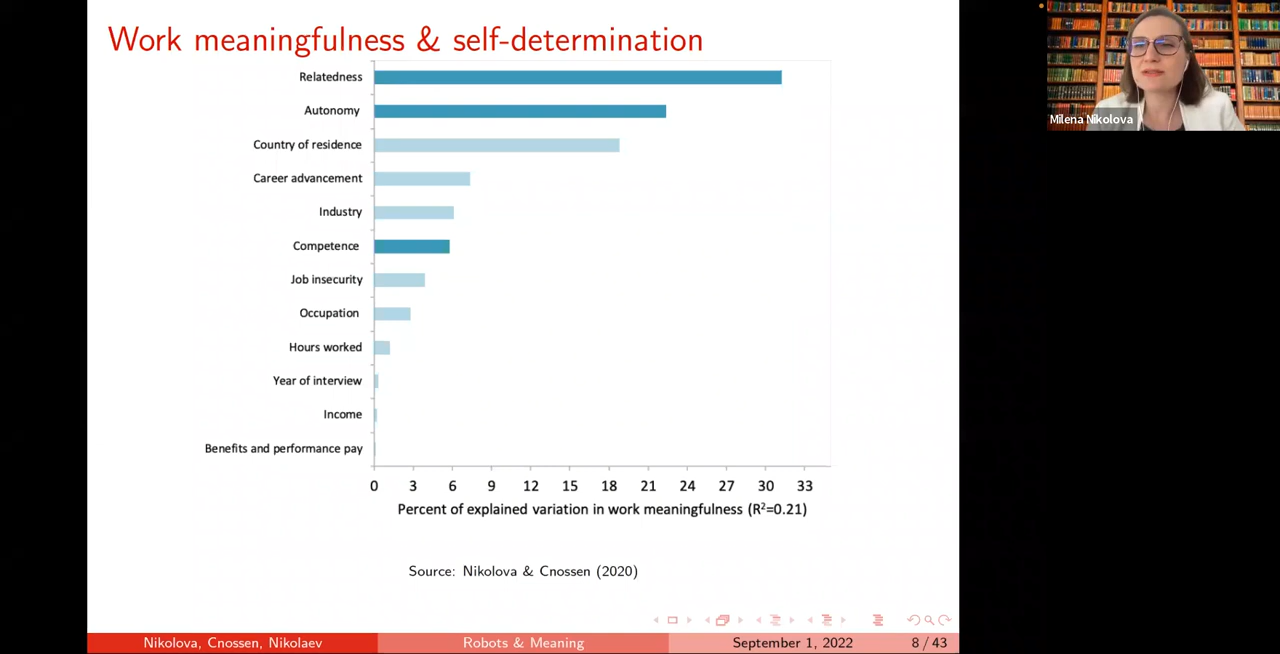 Work meaningfulness & self-determination
Relatedness
Autonomy
Country of residence
Career advancement
Industry
Competence
Job insecurity
Occupation
Hours worked
Year of interview
Income
Benefits and performance pay
0 3 6 9 12 15 18 21 24 27 30 33
Percent of explained variation in work meaningfulness (R²=0.21)
Source: Nikolova & Cnossen (2020)
Nikolova, Cnossen, Nikolaev Robots & Meaning September 1, 2022 8 / 43
Milena Nikolova